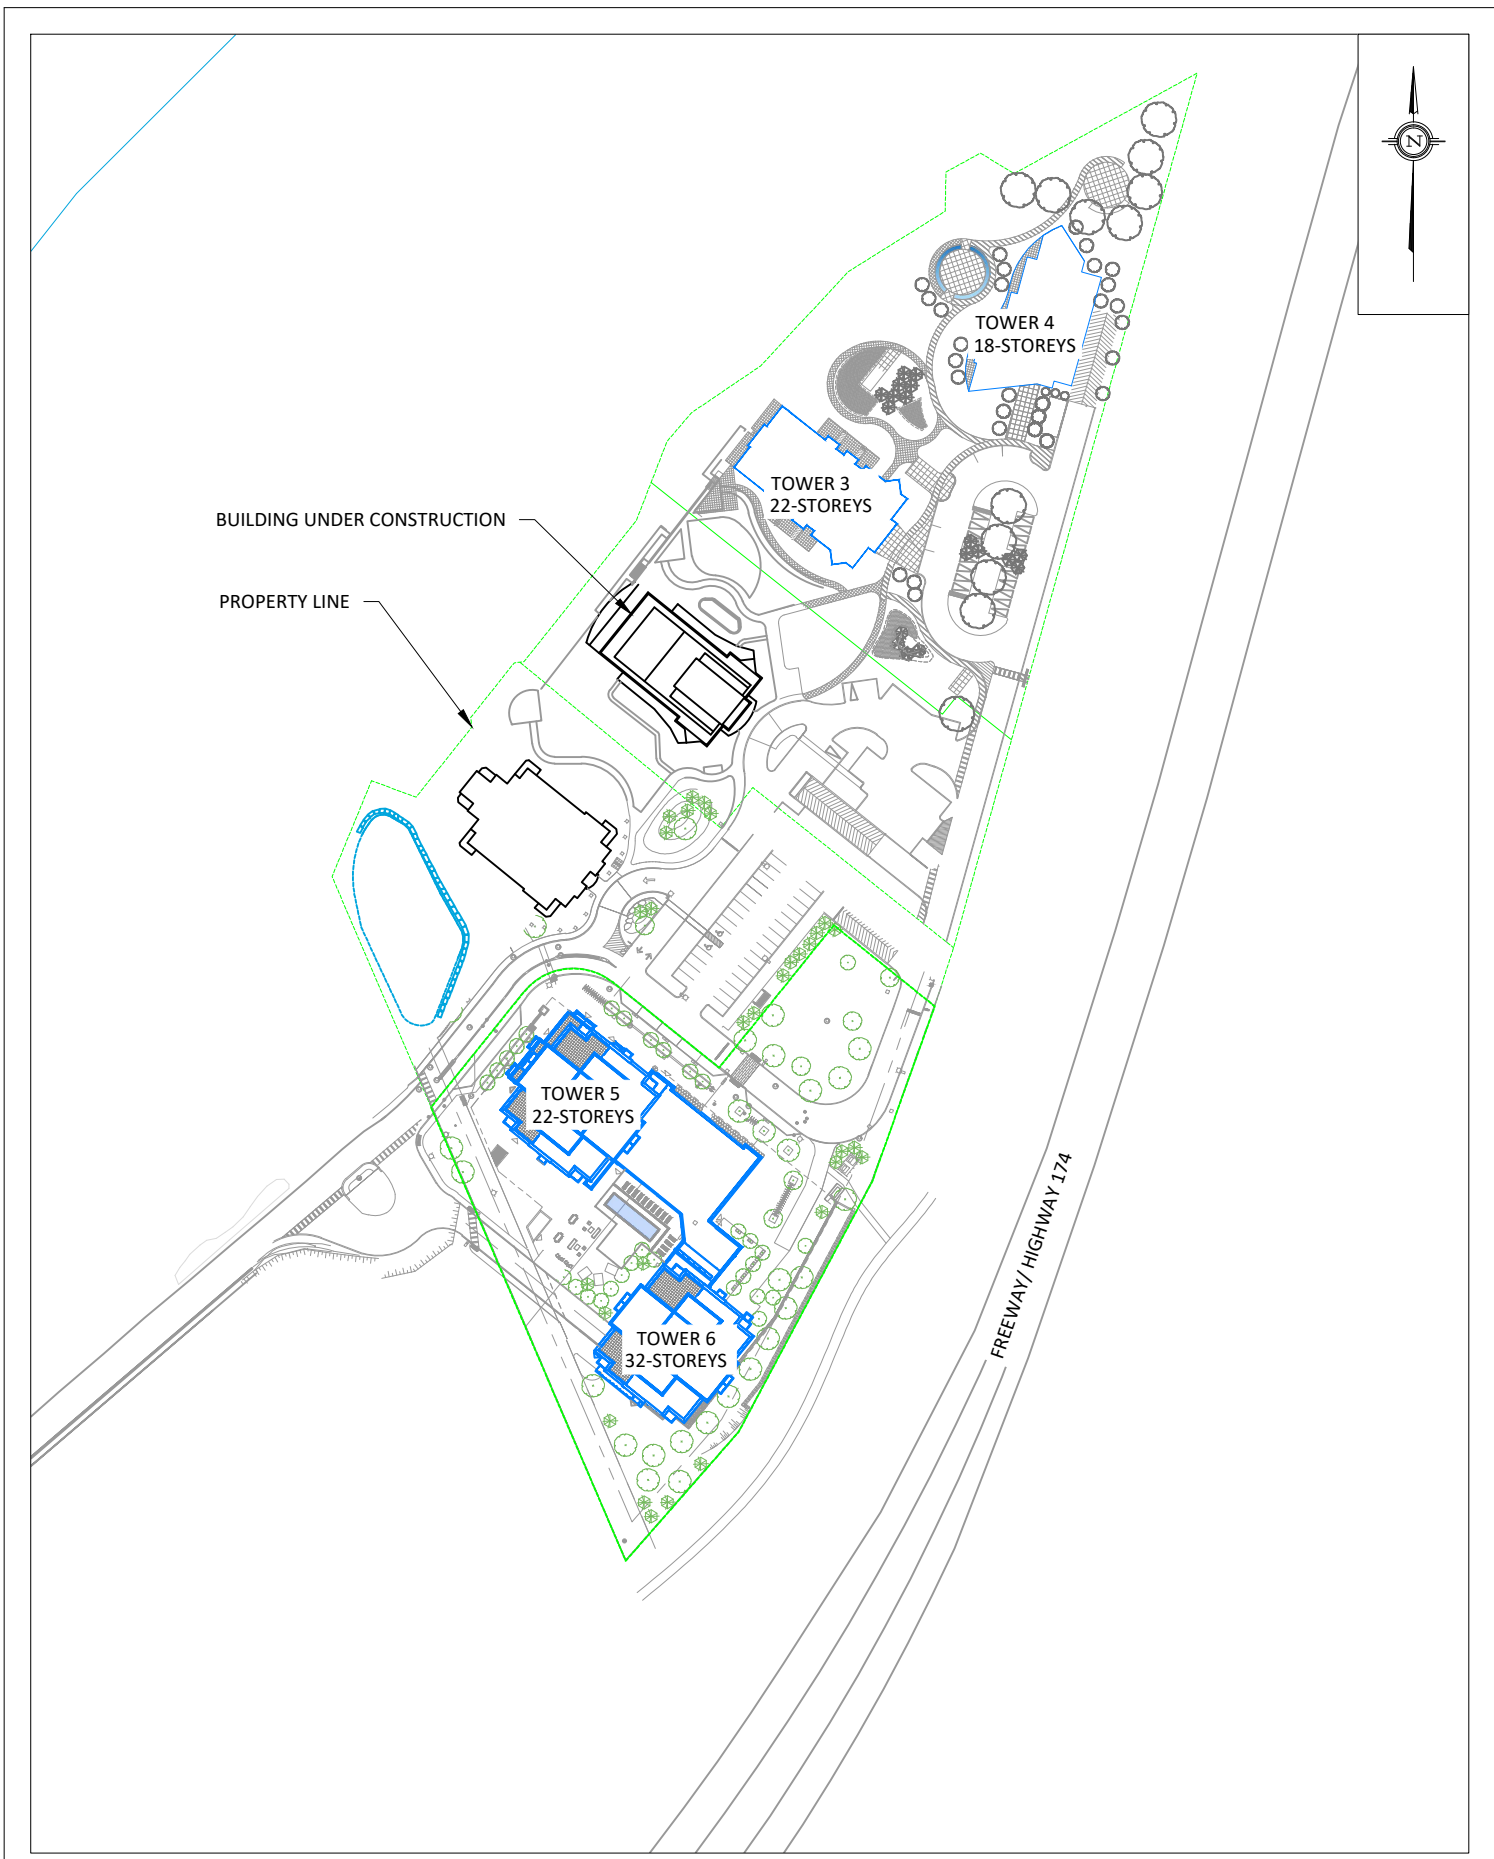 N
TOWER 4
18-STOREYS
TOWER 3
22-STOREYS
BUILDING UNDER CONSTRUCTION
PROPERTY LINE
TOWER 5
22-STOREYS
FREEWAY/ HIGHWAY 174
TOWER 6
32-STOREYS